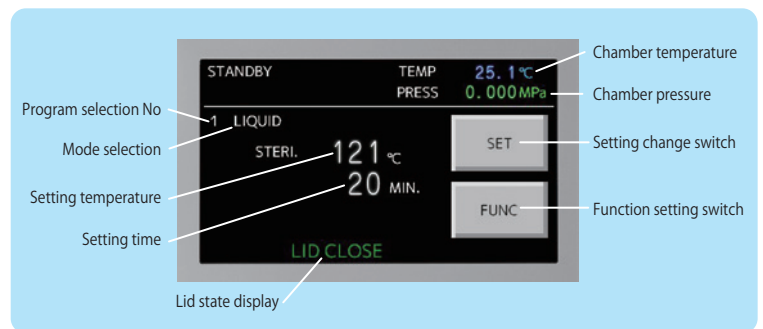 STANDBY TEMP 25.1℃
PRESS 0.000 MPa
1 LIQUID
STERI. 121 ℃
20 MIN.
SET
FUNC
LID CLOSE
Program selection No
Mode selection
Setting temperature
Setting time
Lid state display
Chamber temperature
Chamber pressure
Setting change switch
Function setting switch